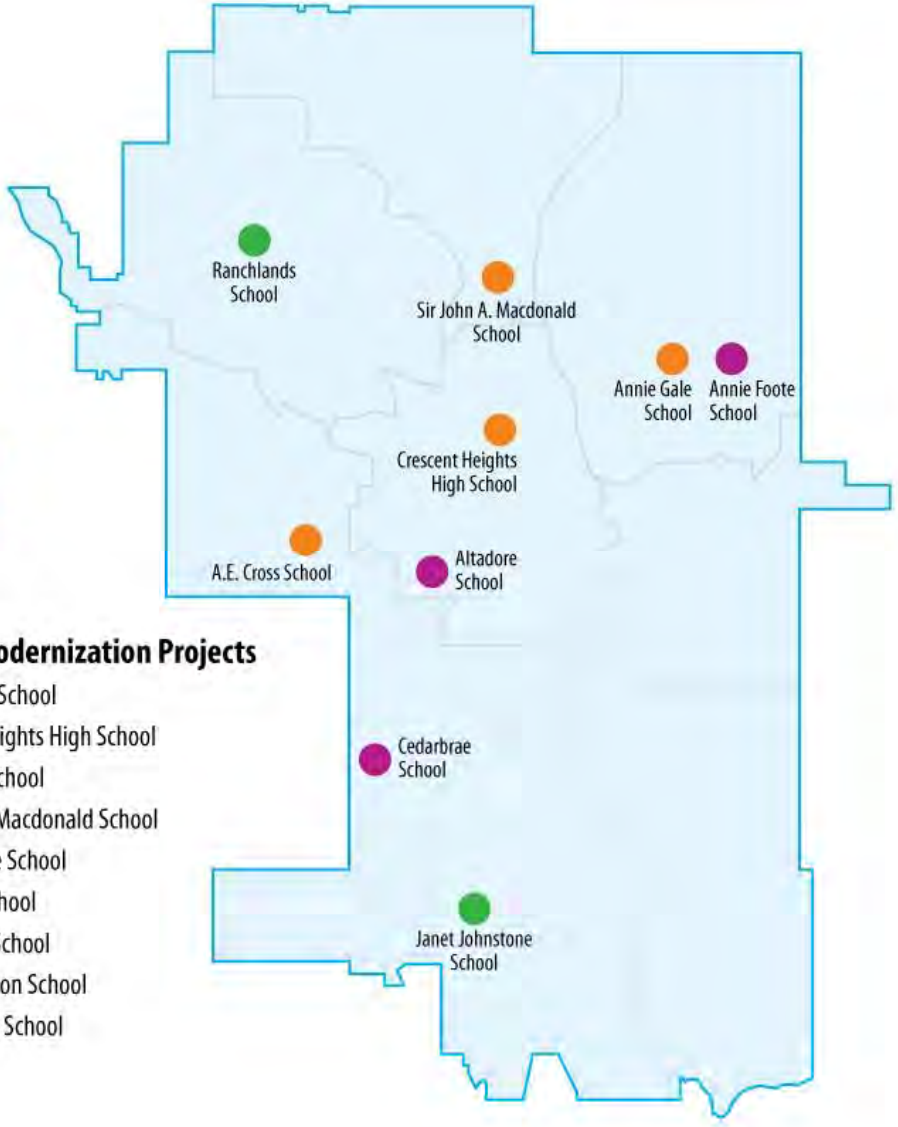 Ranchlands
School
Sir John A. Macdonald
School
Annie Gale
School
Annie Foote
School
Crescent Heights
High School
A.E. Cross School
Altadore
School
odernization Projects
School
ights High School
chool
Macdonald School
School
hool
School
on School
School
Cedarbrae
School
Janet Johnstone
School